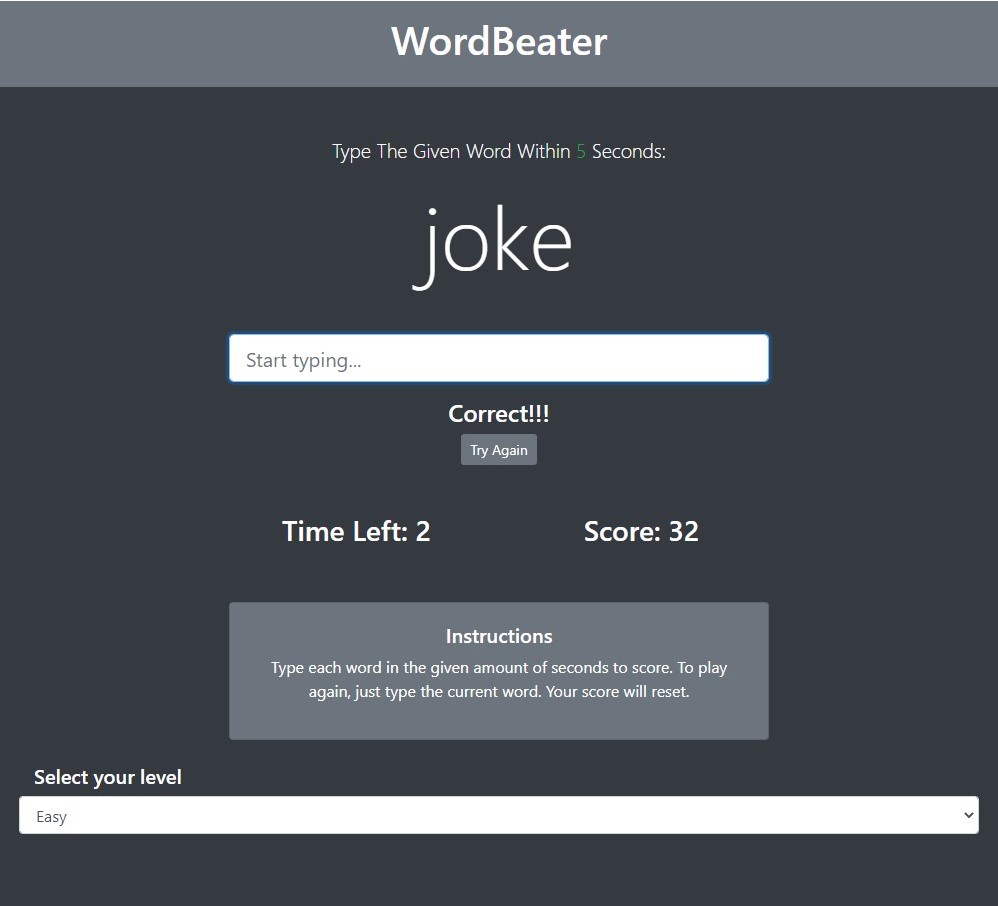 WordBeater
Type The Given Word Within 5 Seconds:
joke
Start typing...
Correct!!!
Try Again
Time Left: 2 Score: 32
Instructions
Type each word in the given amount of seconds to score. To play
again, just type the current word. Your score will reset.
Select your level
Easy